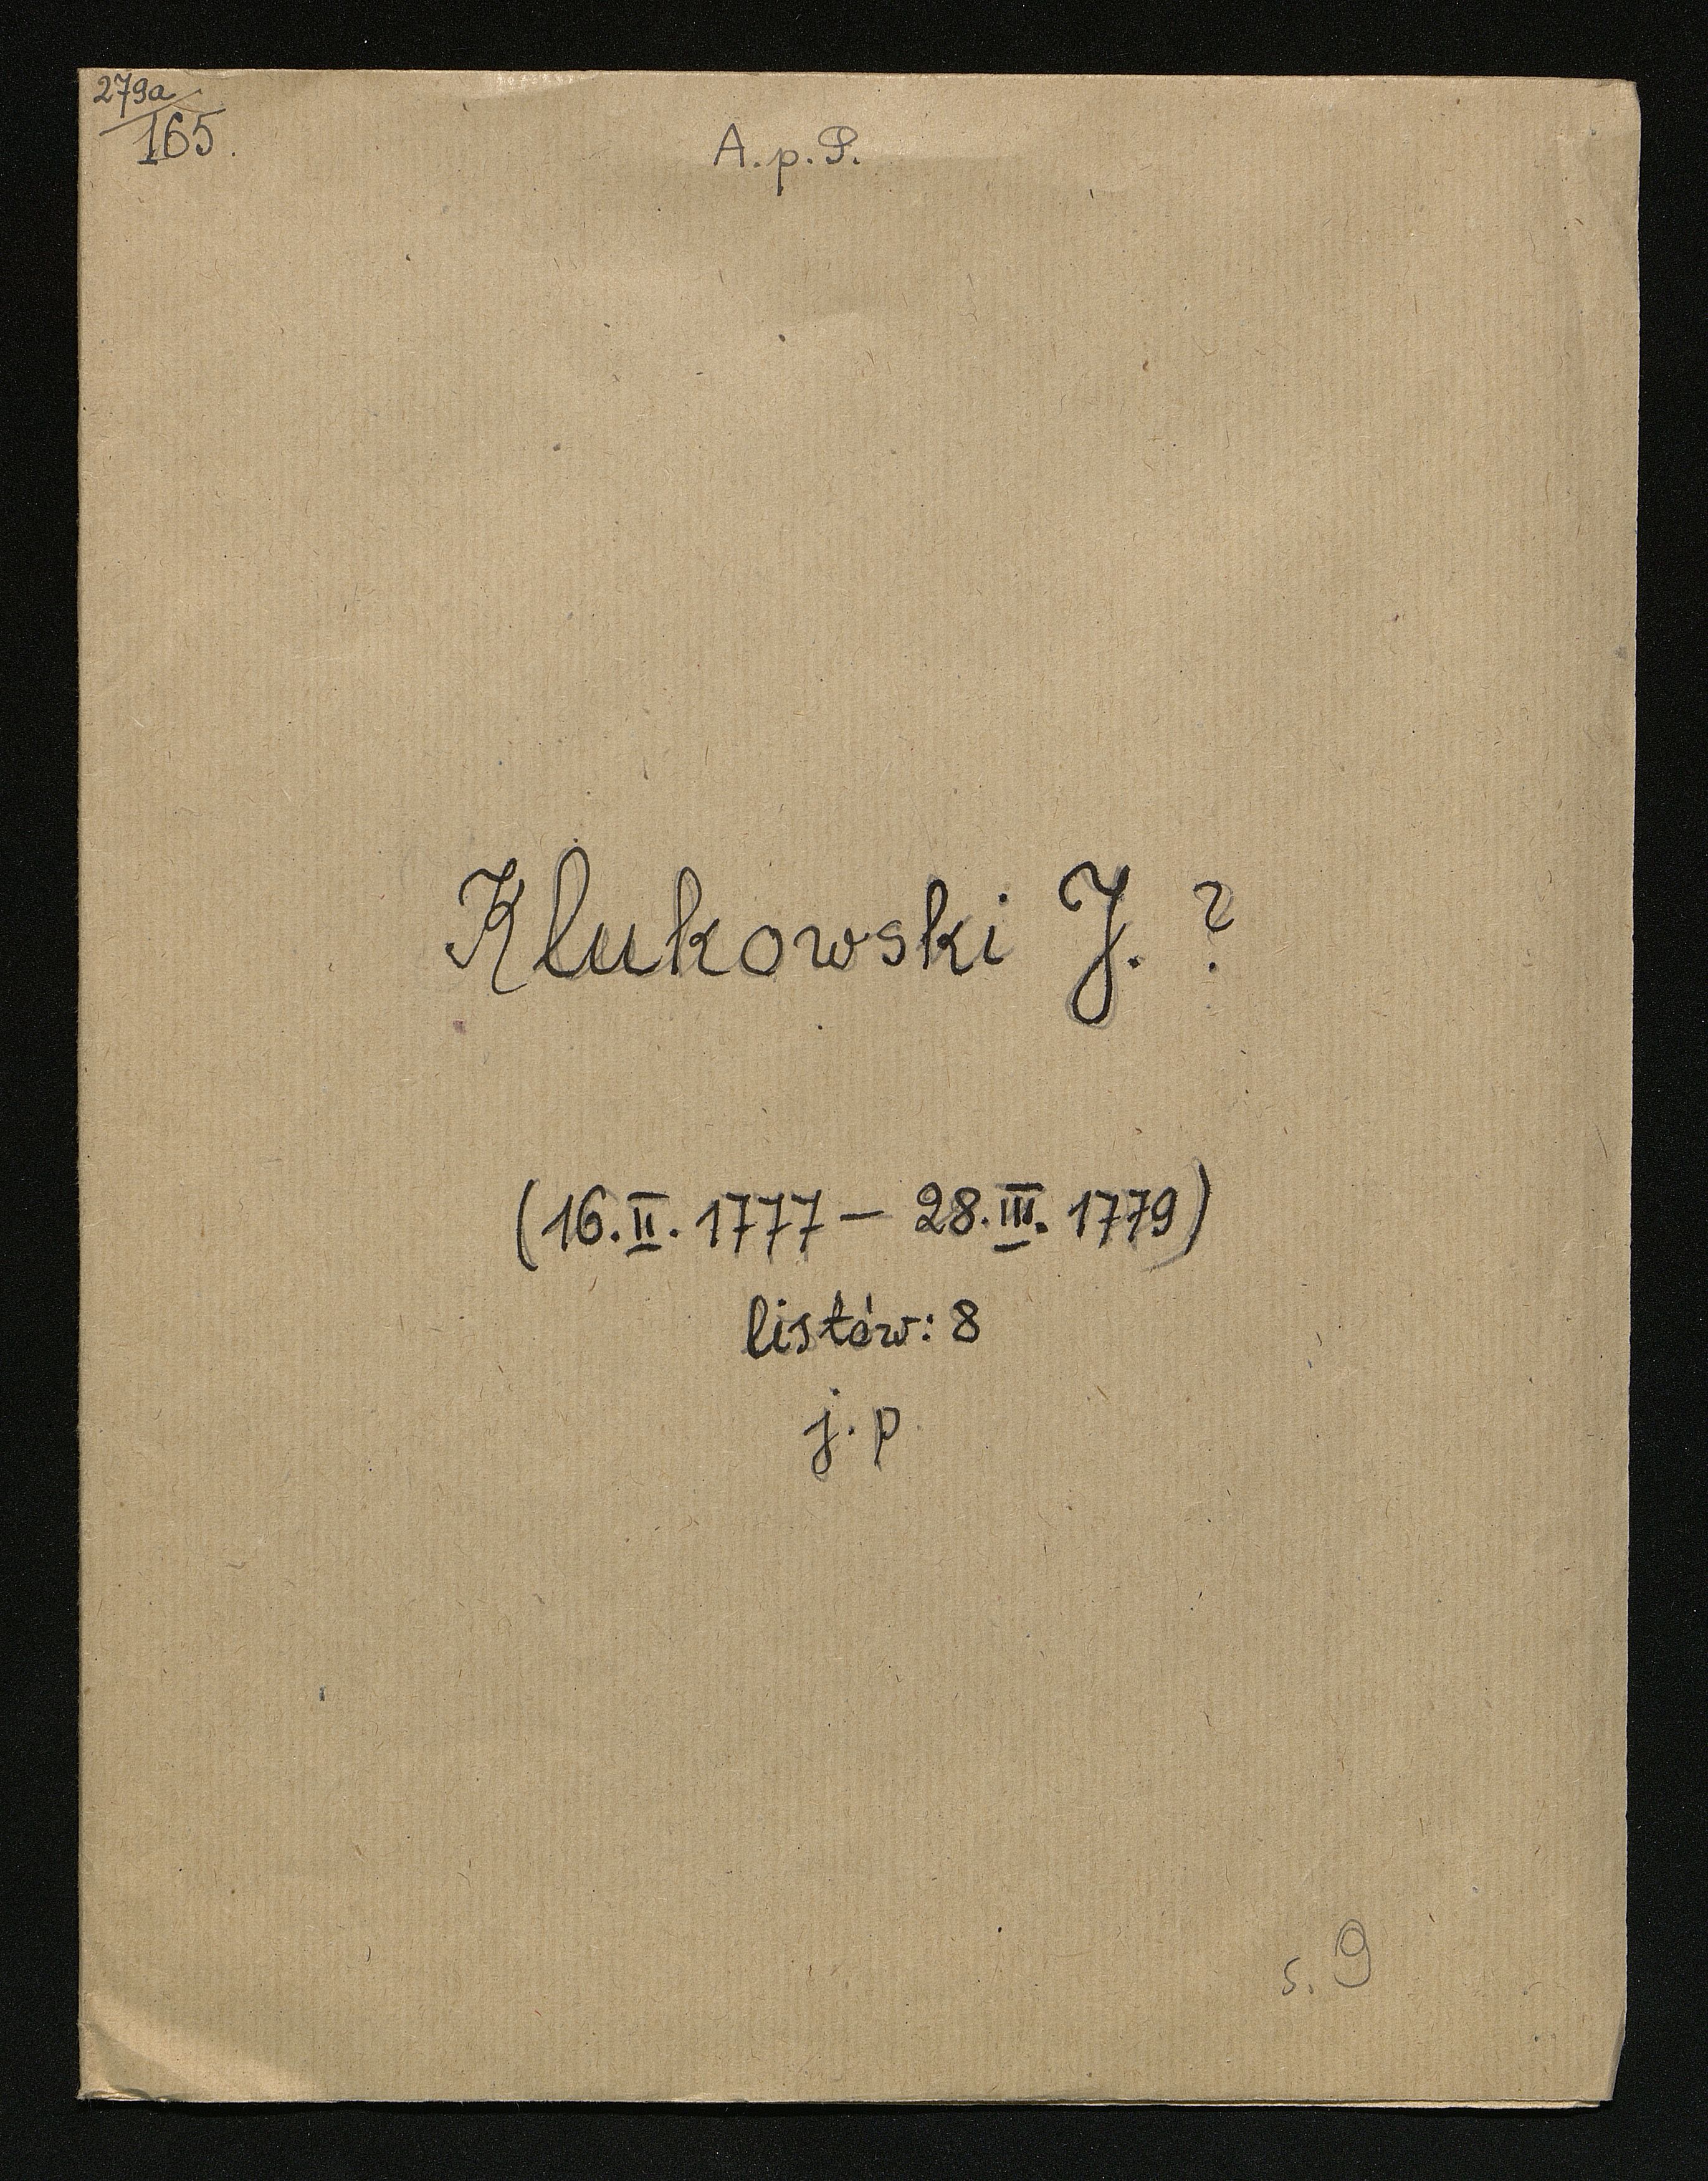 279a
165.
A.p.P.
Klukowski J. ?
(16.II.1777 – 28.III.1779)
listów: 8
j.p.
s. 9